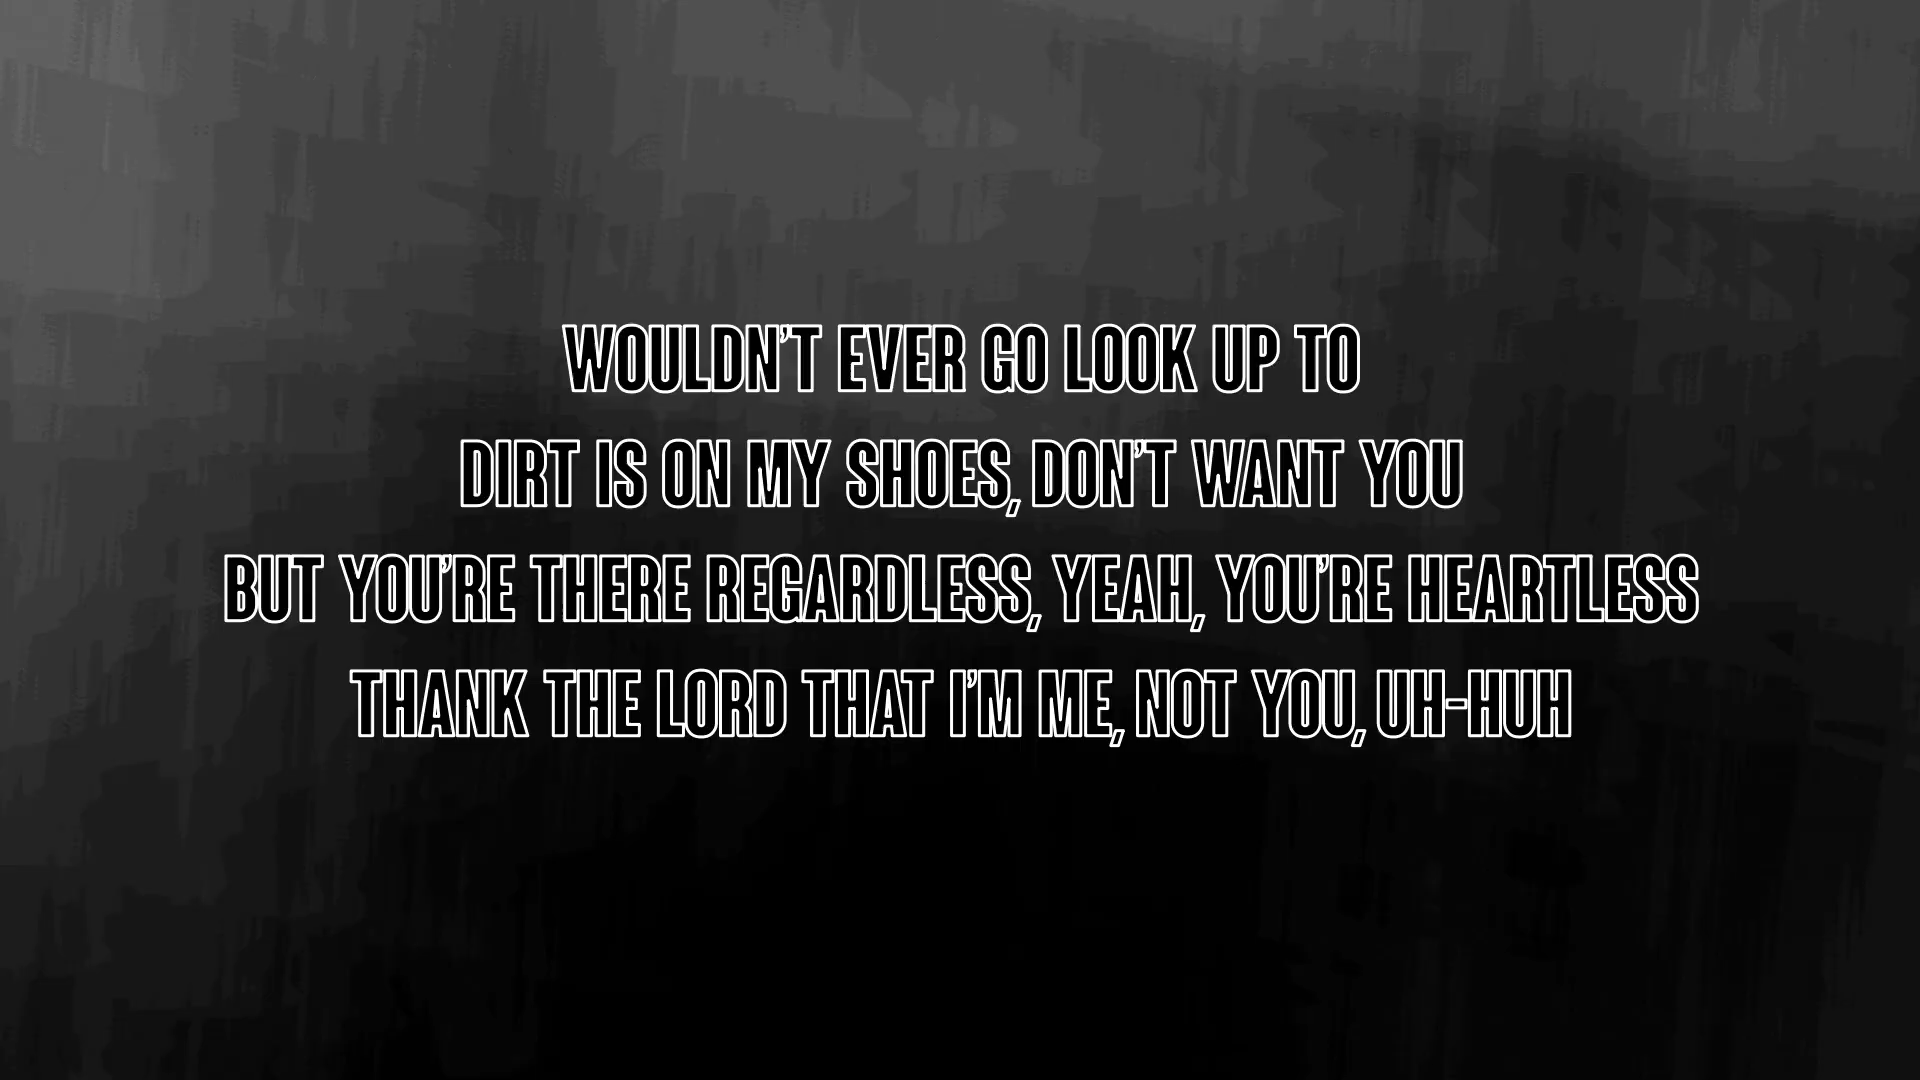 WOULDN'T EVER GO LOOK UP TO
DIRT IS ON MY SHOES, DON'T WANT YOU
BUT YOU'RE THERE REGARDLESS, YEAH, YOU'RE HEARTLESS
THANK THE LORD THAT I'M ME, NOT YOU, UH-HUH